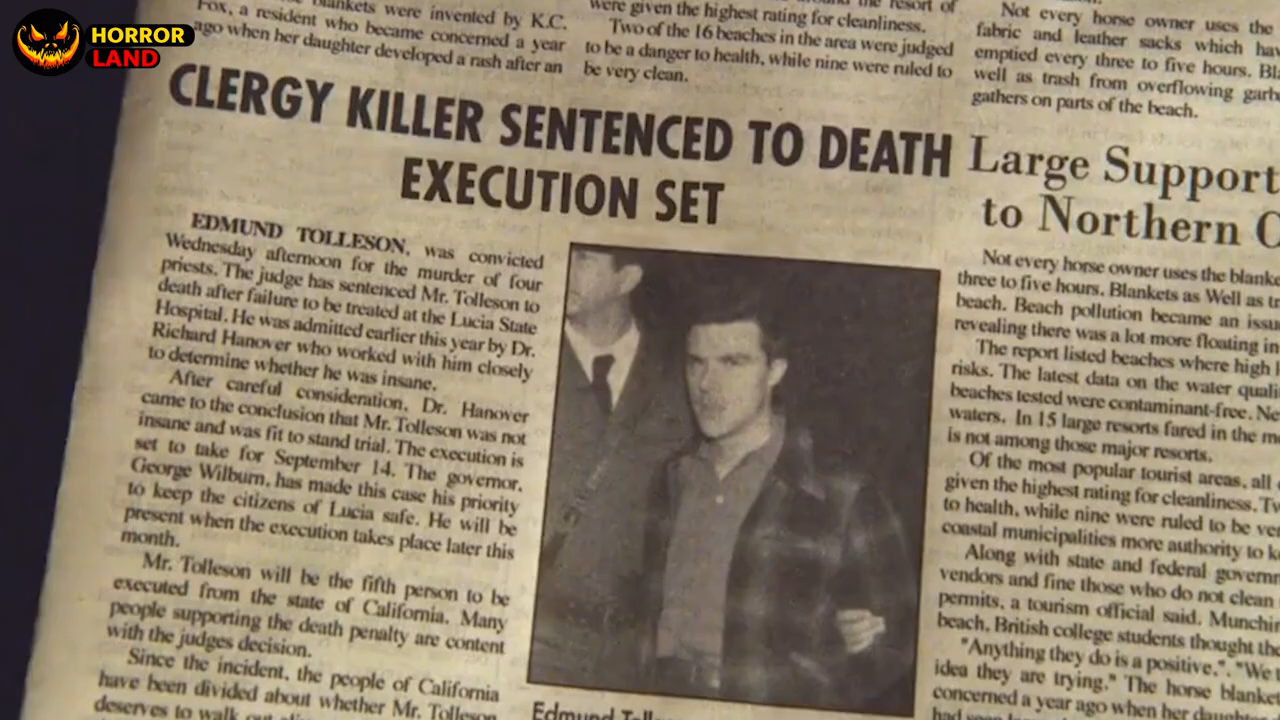 HORROR
LAND
blankets were invented by K.C.
Fox, a resident who became concerned a year
ago when her daughter developed a rash after an
CLERGY KILLER SENTENCED TO DEATH
EXECUTION SET
EDMUND TOLLESON, was convicted
Wednesday afternoon for the murder of four
priests. The judge has sentenced Mr. Tolleson to
death after failure to be treated at the Lucia State
Hospital. He was admitted earlier this year by Dr.
Richard Hanover who worked with him closely
to determine whether he was insane.
After careful consideration, Dr. Hanover
came to the conclusion that Mr. Tolleson was not
insane and was fit to stand trial. The execution is
set to take for September 14. The governor,
George Wilburn, has made this case his priority
to keep the citizens of Lucia safe. He will be
present when the execution takes place later this
month.
Mr. Tolleson will be the fifth person to be
executed from the state of California. Many
people supporting the death penalty are content
with the judges decision.
Since the incident, the people of California
have been divided about whether Mr. Tolleson
deserves to walk out
were given the highest rating for cleanliness.
Two of the 16 beaches in the area were judged
to be a danger to health, while nine were ruled to
be very clean.
Edmund
Not every horse owner uses the
fabric and leather sacks which
emptied every three to five hours.
well as trash from overflowing
gathers on parts of the beach.
Large Support
to Northern
Not every horse owner uses the
three to five hours. Blankets as Well as
beach. Beach pollution became an
revealing there was a lot more floating in
The report listed beaches where high
risks. The latest data on the water
beaches tested were contaminant-free.
waters. In 15 large resorts fared in the
is not among those major resorts.
Of the most popular tourist areas, all
given the highest rating for cleanliness.
to health, while nine were ruled to be
coastal municipalities more authority to
Along with state and federal
vendors and fine those who do not clean
permits, a tourism official said.
beach, British college students thought the
"Anything they do is a positive,". "We
idea they are trying." The horse
concerned a year ago when her